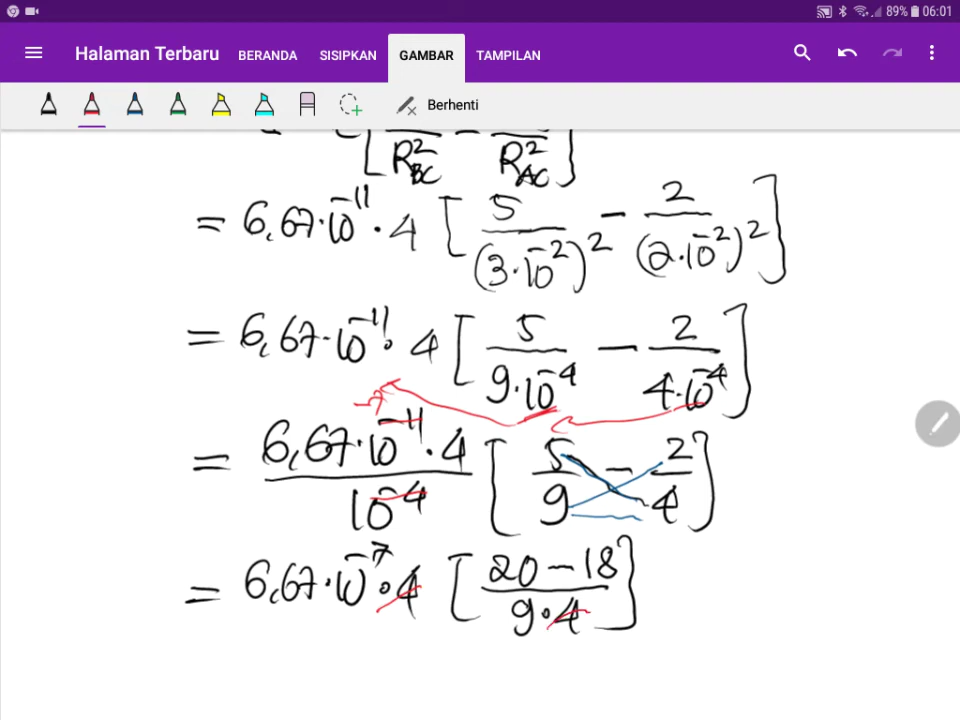 89% 06:01
Halaman Terbaru BERANDA SISIPKAN GAMBAR TAMPILAN
Berhenti
[ R²BC − R²AC ]
= 6,67·10⁻¹¹ · 4 [ 5/(3·10⁻²)² − 2/(2·10⁻²)² ]
= 6,67·10⁻¹¹ · 4 [ 5/9·10⁻⁴ − 2/4·10⁻⁴ ]
-7
= 6,67·10⁻¹¹ · 4 / 10⁻⁴ [ 5/9 − 2/4 ]
= 6,67·10⁻⁷ · 4 [ 20−18 / 9·4 ]